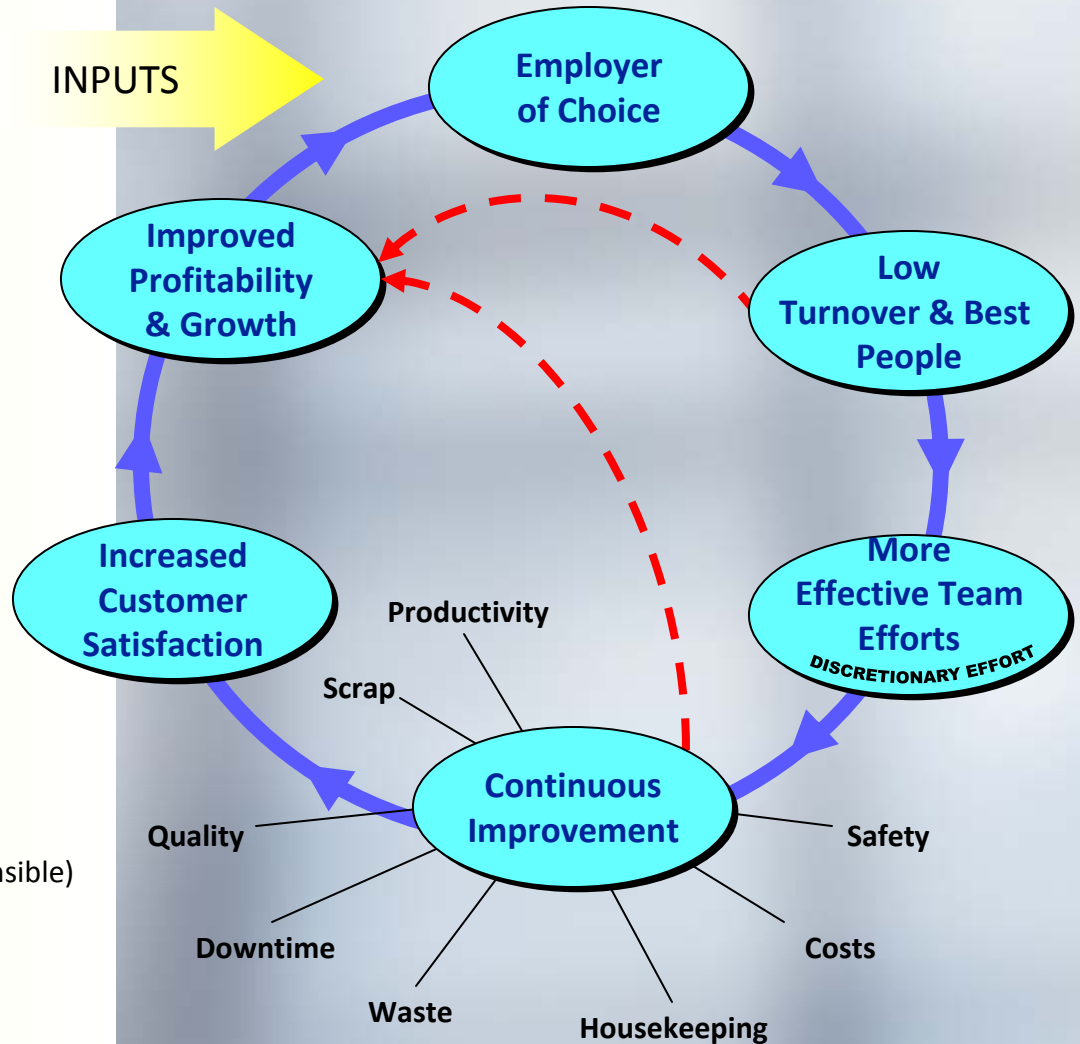 INPUTS
Employer
of Choice
Improved
Profitability
& Growth
Low
Turnover & Best
People
Increased
Customer
Satisfaction
More
Effective Team
Efforts
DISCRETIONARY EFFORT
Productivity
Scrap
Continuous
Improvement
Quality
Safety
nsible)
Downtime
Costs
Waste
Housekeeping